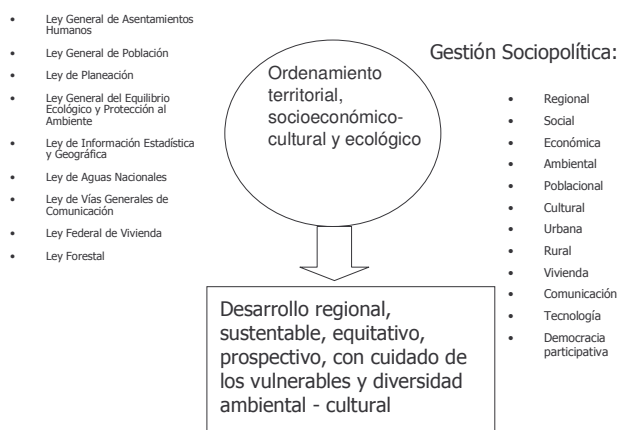 • Ley General de Asentamientos
Humanos
• Ley General de Población
• Ley de Planeación
• Ley General del Equilibrio
Ecológico y Protección al
Ambiente
• Ley de Información Estadística
y Geográfica
• Ley de Aguas Nacionales
• Ley de Vías Generales de
Comunicación
• Ley Federal de Vivienda
• Ley Forestal
Ordenamiento
territorial,
socioeconómico-
cultural y ecológico
Desarrollo regional,
sustentable, equitativo,
prospectivo, con cuidado de
los vulnerables y diversidad
ambiental - cultural
Gestión Sociopolítica:
• Regional
• Social
• Económica
• Ambiental
• Poblacional
• Cultural
• Urbana
• Rural
• Vivienda
• Comunicación
• Tecnología
• Democracia
participativa